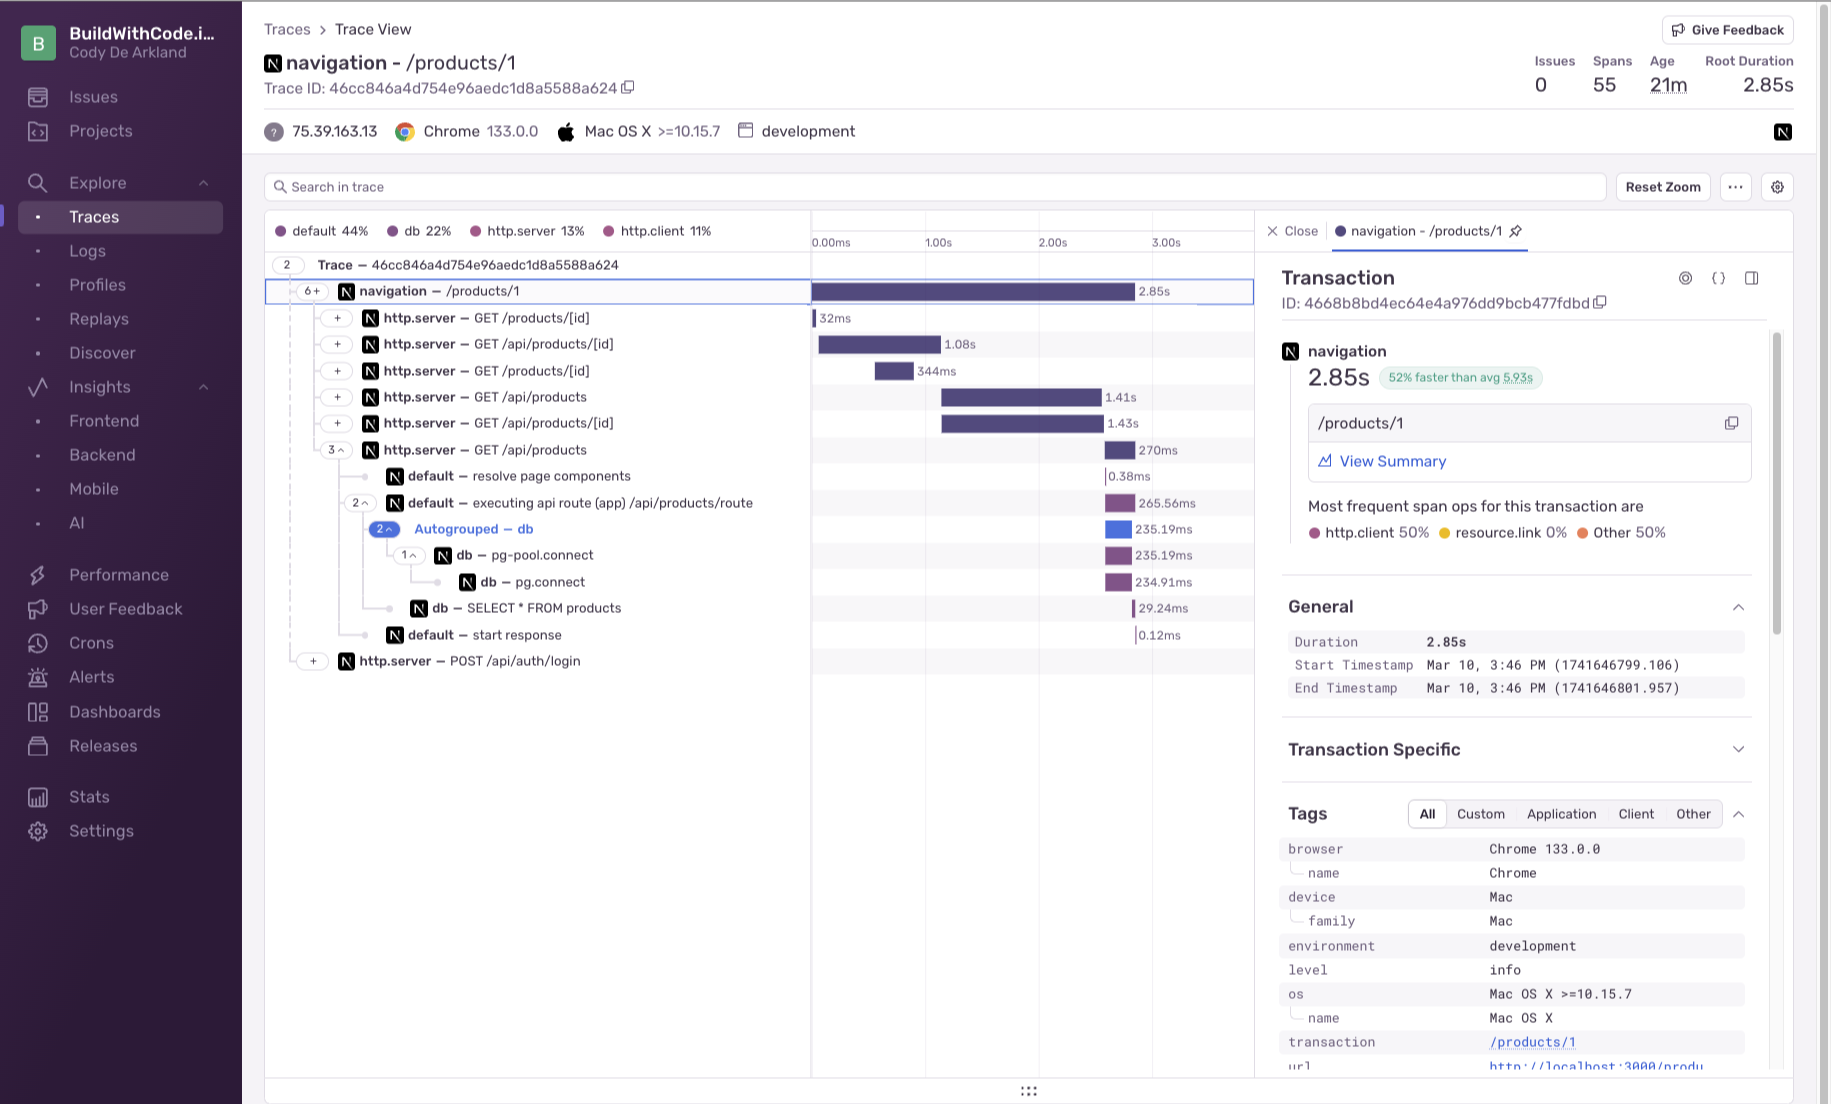 B
BuildWithCode.i...
Cody De Arkland
Issues
Projects
Explore
Traces
Logs
Profiles
Replays
Discover
Insights
Frontend
Backend
Mobile
AI
Performance
User Feedback
Crons
Alerts
Dashboards
Releases
Stats
Settings
Traces > Trace View
Give Feedback
N navigation - /products/1
Trace ID: 46cc846a4d754e96aedc1d8a5588a624
Issues Spans Age Root Duration
0 55 21m 2.85s
? 75.39.163.13 Chrome 133.0.0 Mac OS X >=10.15.7 development N
Search in trace
Reset Zoom ...
default 44% db 22% http.server 13% http.client 11%
0.00ms 1.00s 2.00s 3.00s
2 Trace — 46cc846a4d754e96aedc1d8a5588a624
6+ N navigation — /products/1 2.85s
+ N http.server — GET /products/[id] 32ms
+ N http.server — GET /api/products/[id] 1.08s
+ N http.server — GET /products/[id] 344ms
+ N http.server — GET /api/products 1.41s
+ N http.server — GET /api/products/[id] 1.43s
3 N http.server — GET /api/products 270ms
N default — resolve page components 0.38ms
2 N default — executing api route (app) /api/products/route 265.56ms
2 Autogrouped — db 235.19ms
1 N db — pg-pool.connect 235.19ms
N db — pg.connect 234.91ms
N db — SELECT * FROM products 29.24ms
N default — start response 0.12ms
+ N http.server — POST /api/auth/login
Close navigation - /products/1
Transaction { }
ID: 4668b8bd4ec64e4a976dd9bcb477fdbd
N navigation
2.85s 52% faster than avg 5.93s
/products/1
View Summary
Most frequent span ops for this transaction are
http.client 50% resource.link 0% Other 50%
General
Duration 2.85s
Start Timestamp Mar 10, 3:46 PM (1741646799.106)
End Timestamp Mar 10, 3:46 PM (1741646801.957)
Transaction Specific
Tags All Custom Application Client Other
browser Chrome 133.0.0
name Chrome
device Mac
family Mac
environment development
level info
os Mac OS X >=10.15.7
name Mac OS X
transaction /products/1
url http://localhost:3000/produ